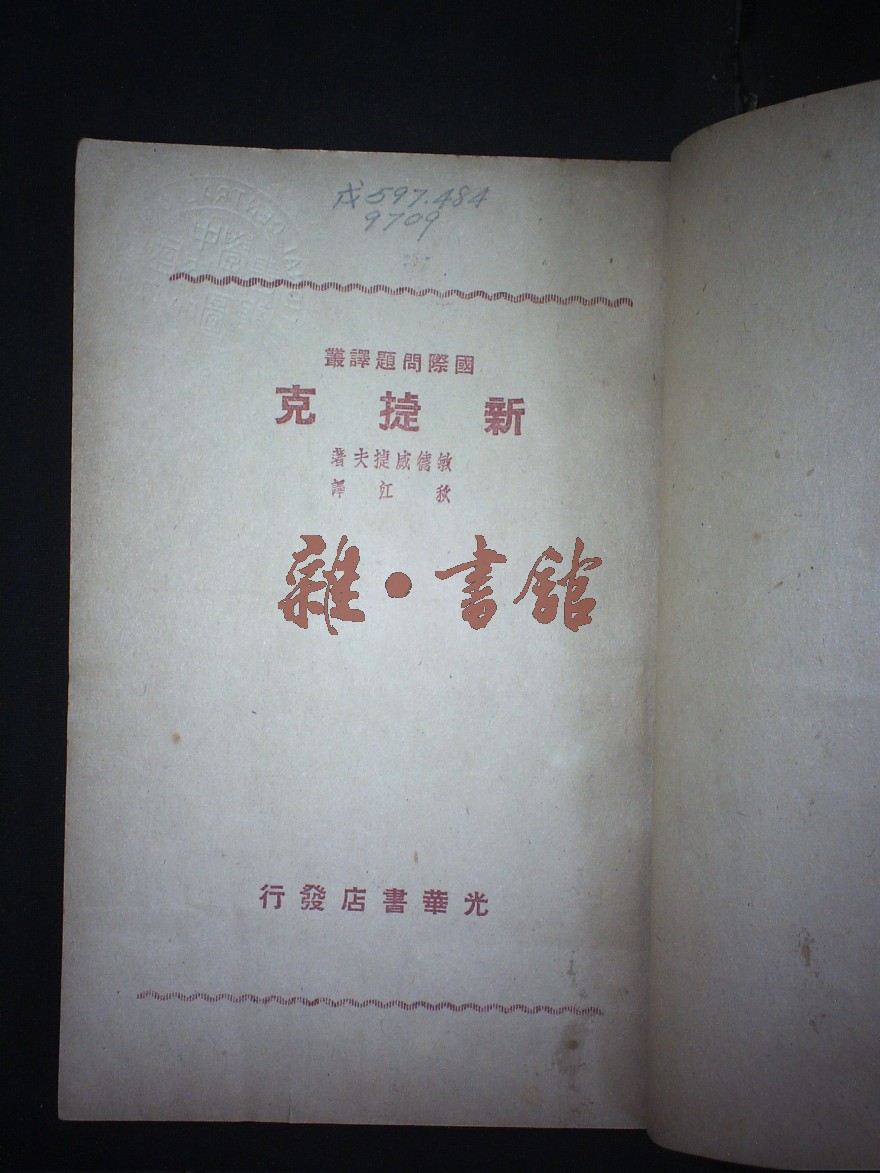 戊597.484
9709
國際問題譯叢
新捷克
敏德威捷夫著
狄江譯
雜·書館
光華書店發行